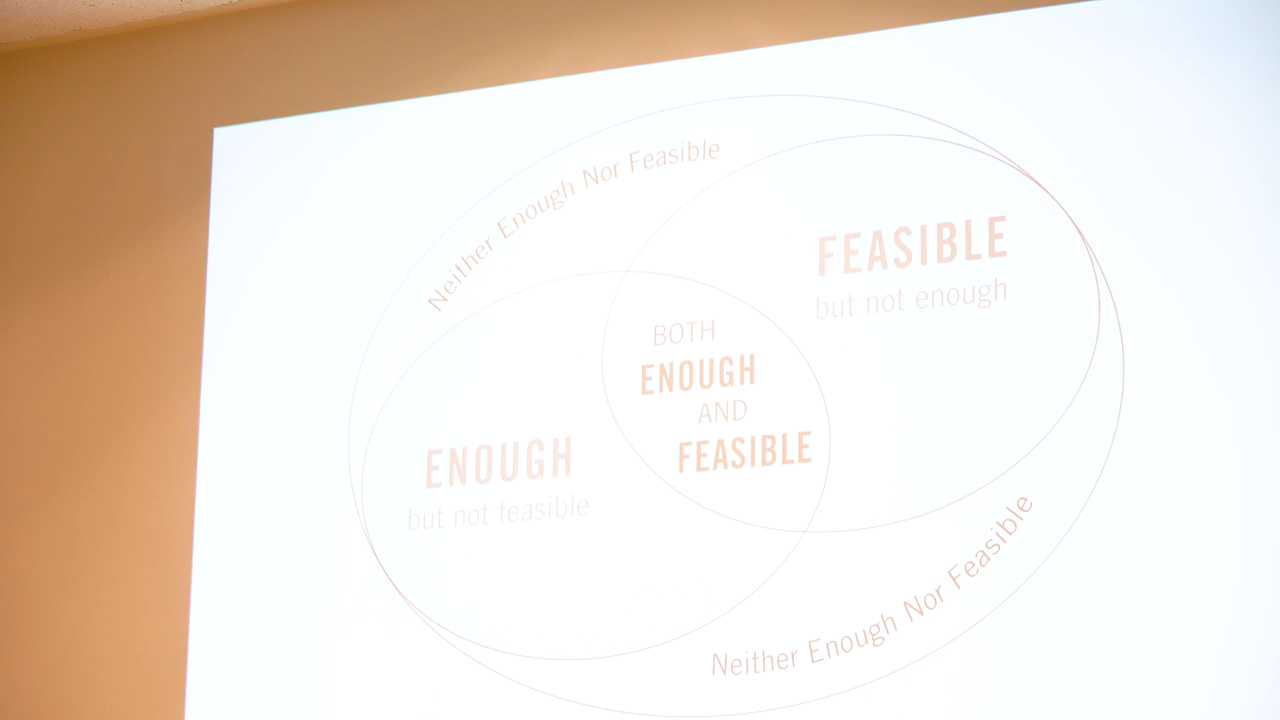 Neither Enough Nor Feasible
FEASIBLE
but not enough
BOTH
ENOUGH
AND
FEASIBLE
ENOUGH
but not feasible
Neither Enough Nor Feasible